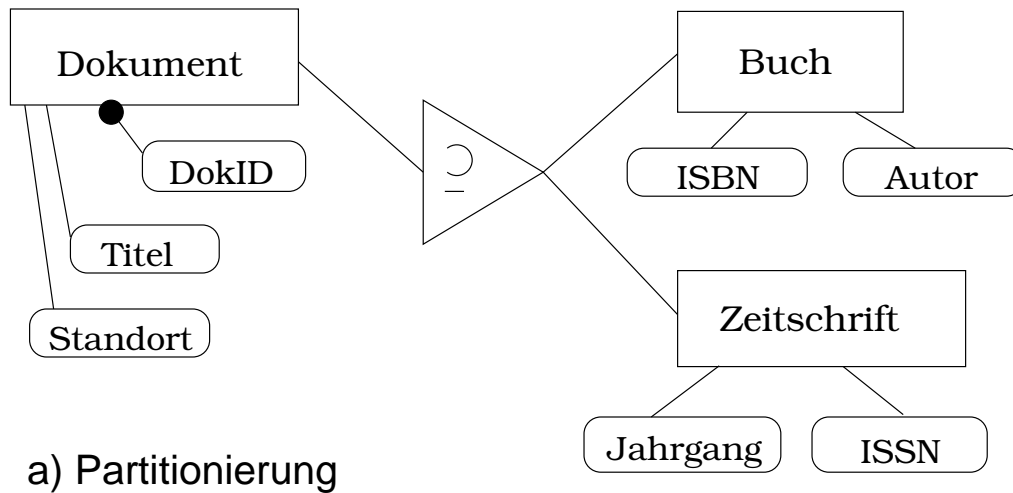 Dokument
Buch
DokID
ISBN
Autor
Titel
Standort
Zeitschrift
Jahrgang
ISSN
a) Partitionierung